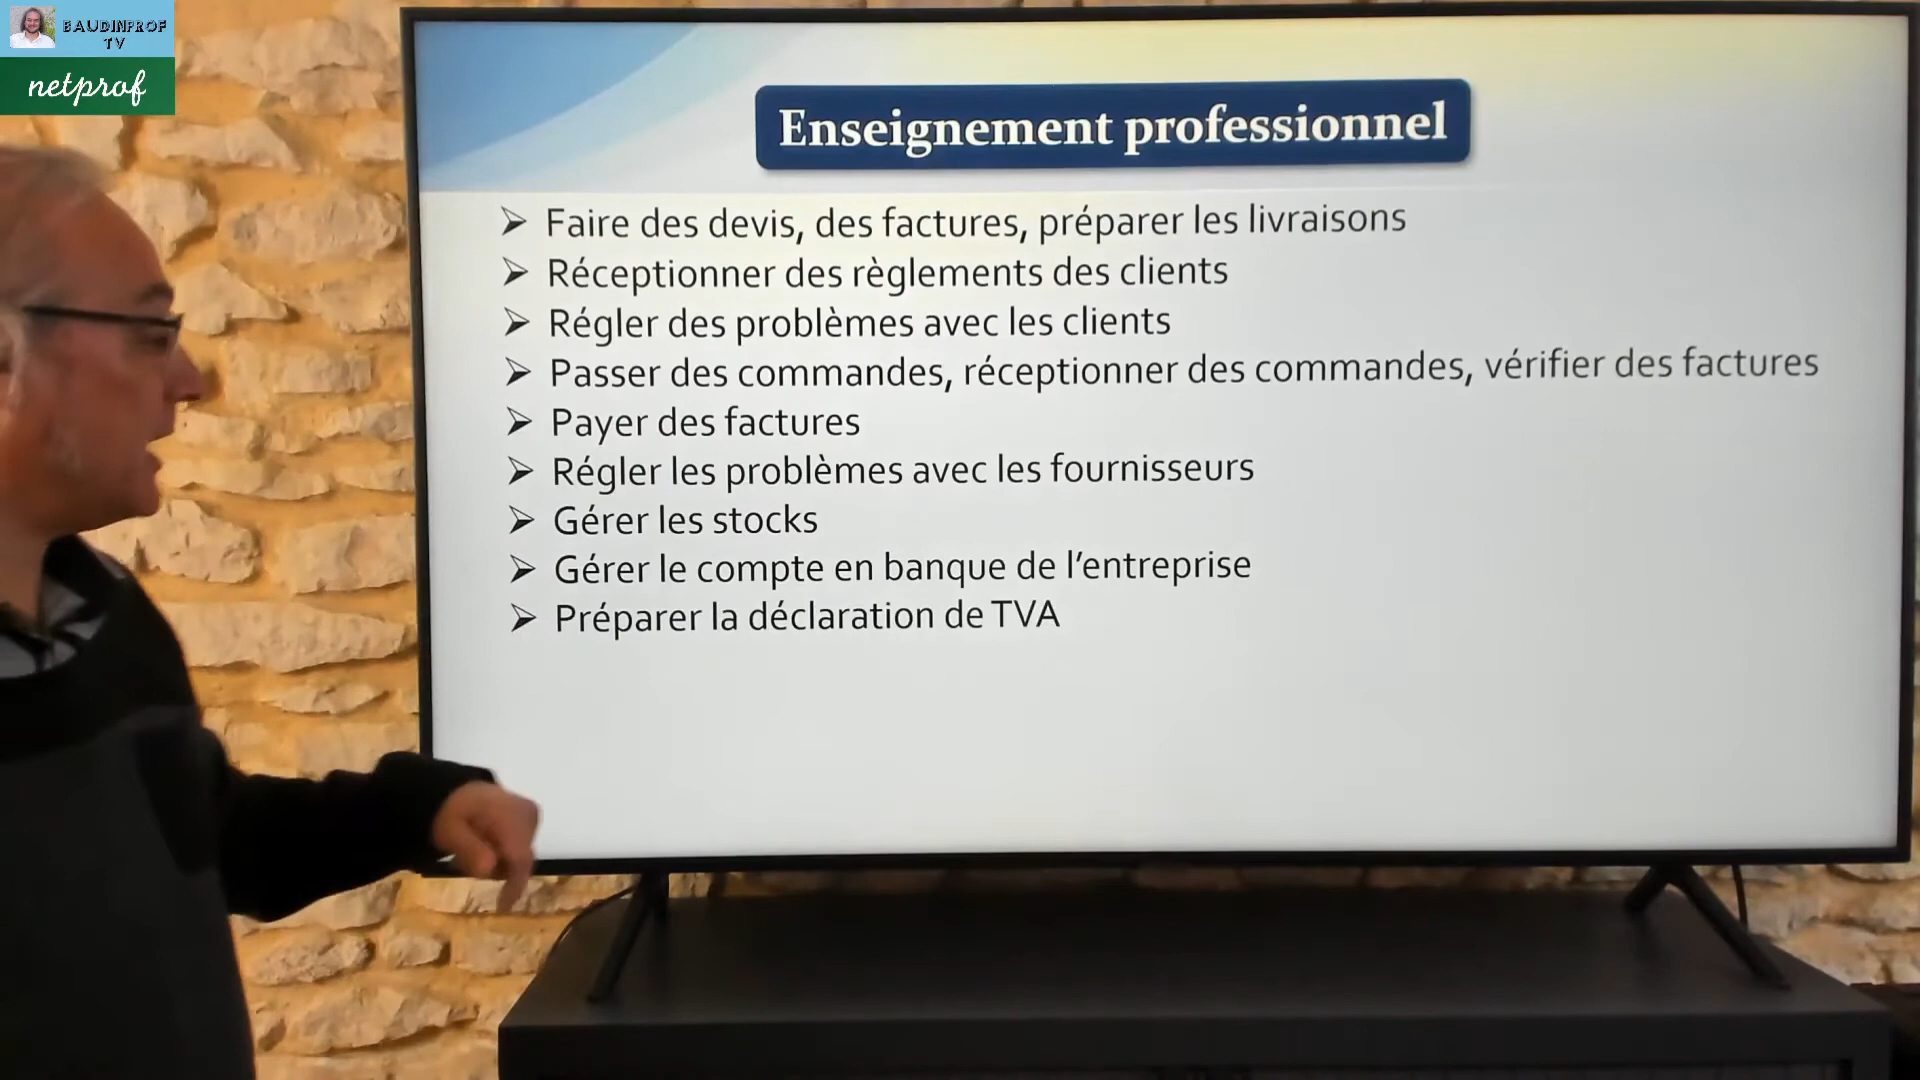 BAUDINPROF
TV
netprof
Enseignement professionnel
Faire des devis, des factures, préparer les livraisons
Réceptionner des règlements des clients
Régler des problèmes avec les clients
Passer des commandes, réceptionner des commandes, vérifier des factures
Payer des factures
Régler les problèmes avec les fournisseurs
Gérer les stocks
Gérer le compte en banque de l’entreprise
Préparer la déclaration de TVA